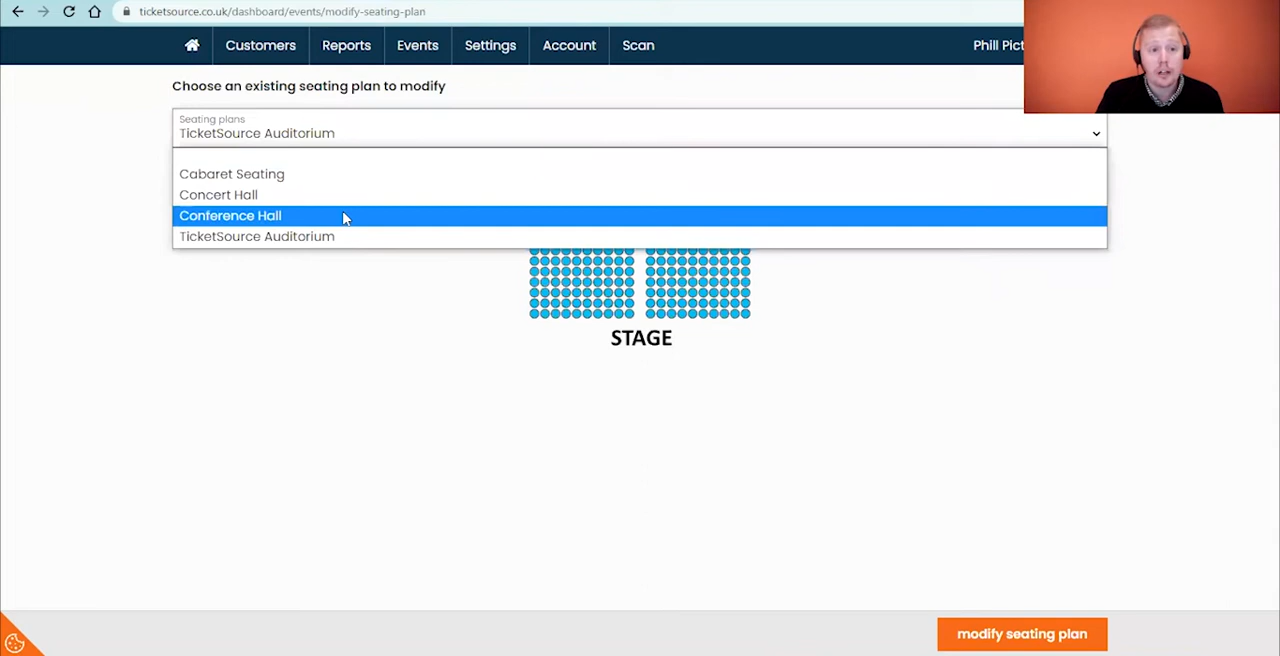 ticketsource.co.uk/dashboard/events/modify-seating-plan
Customers Reports Events Settings Account Scan Phill Pict
Choose an existing seating plan to modify
Seating plans
TicketSource Auditorium
Cabaret Seating
Concert Hall
Conference Hall
TicketSource Auditorium
STAGE
modify seating plan